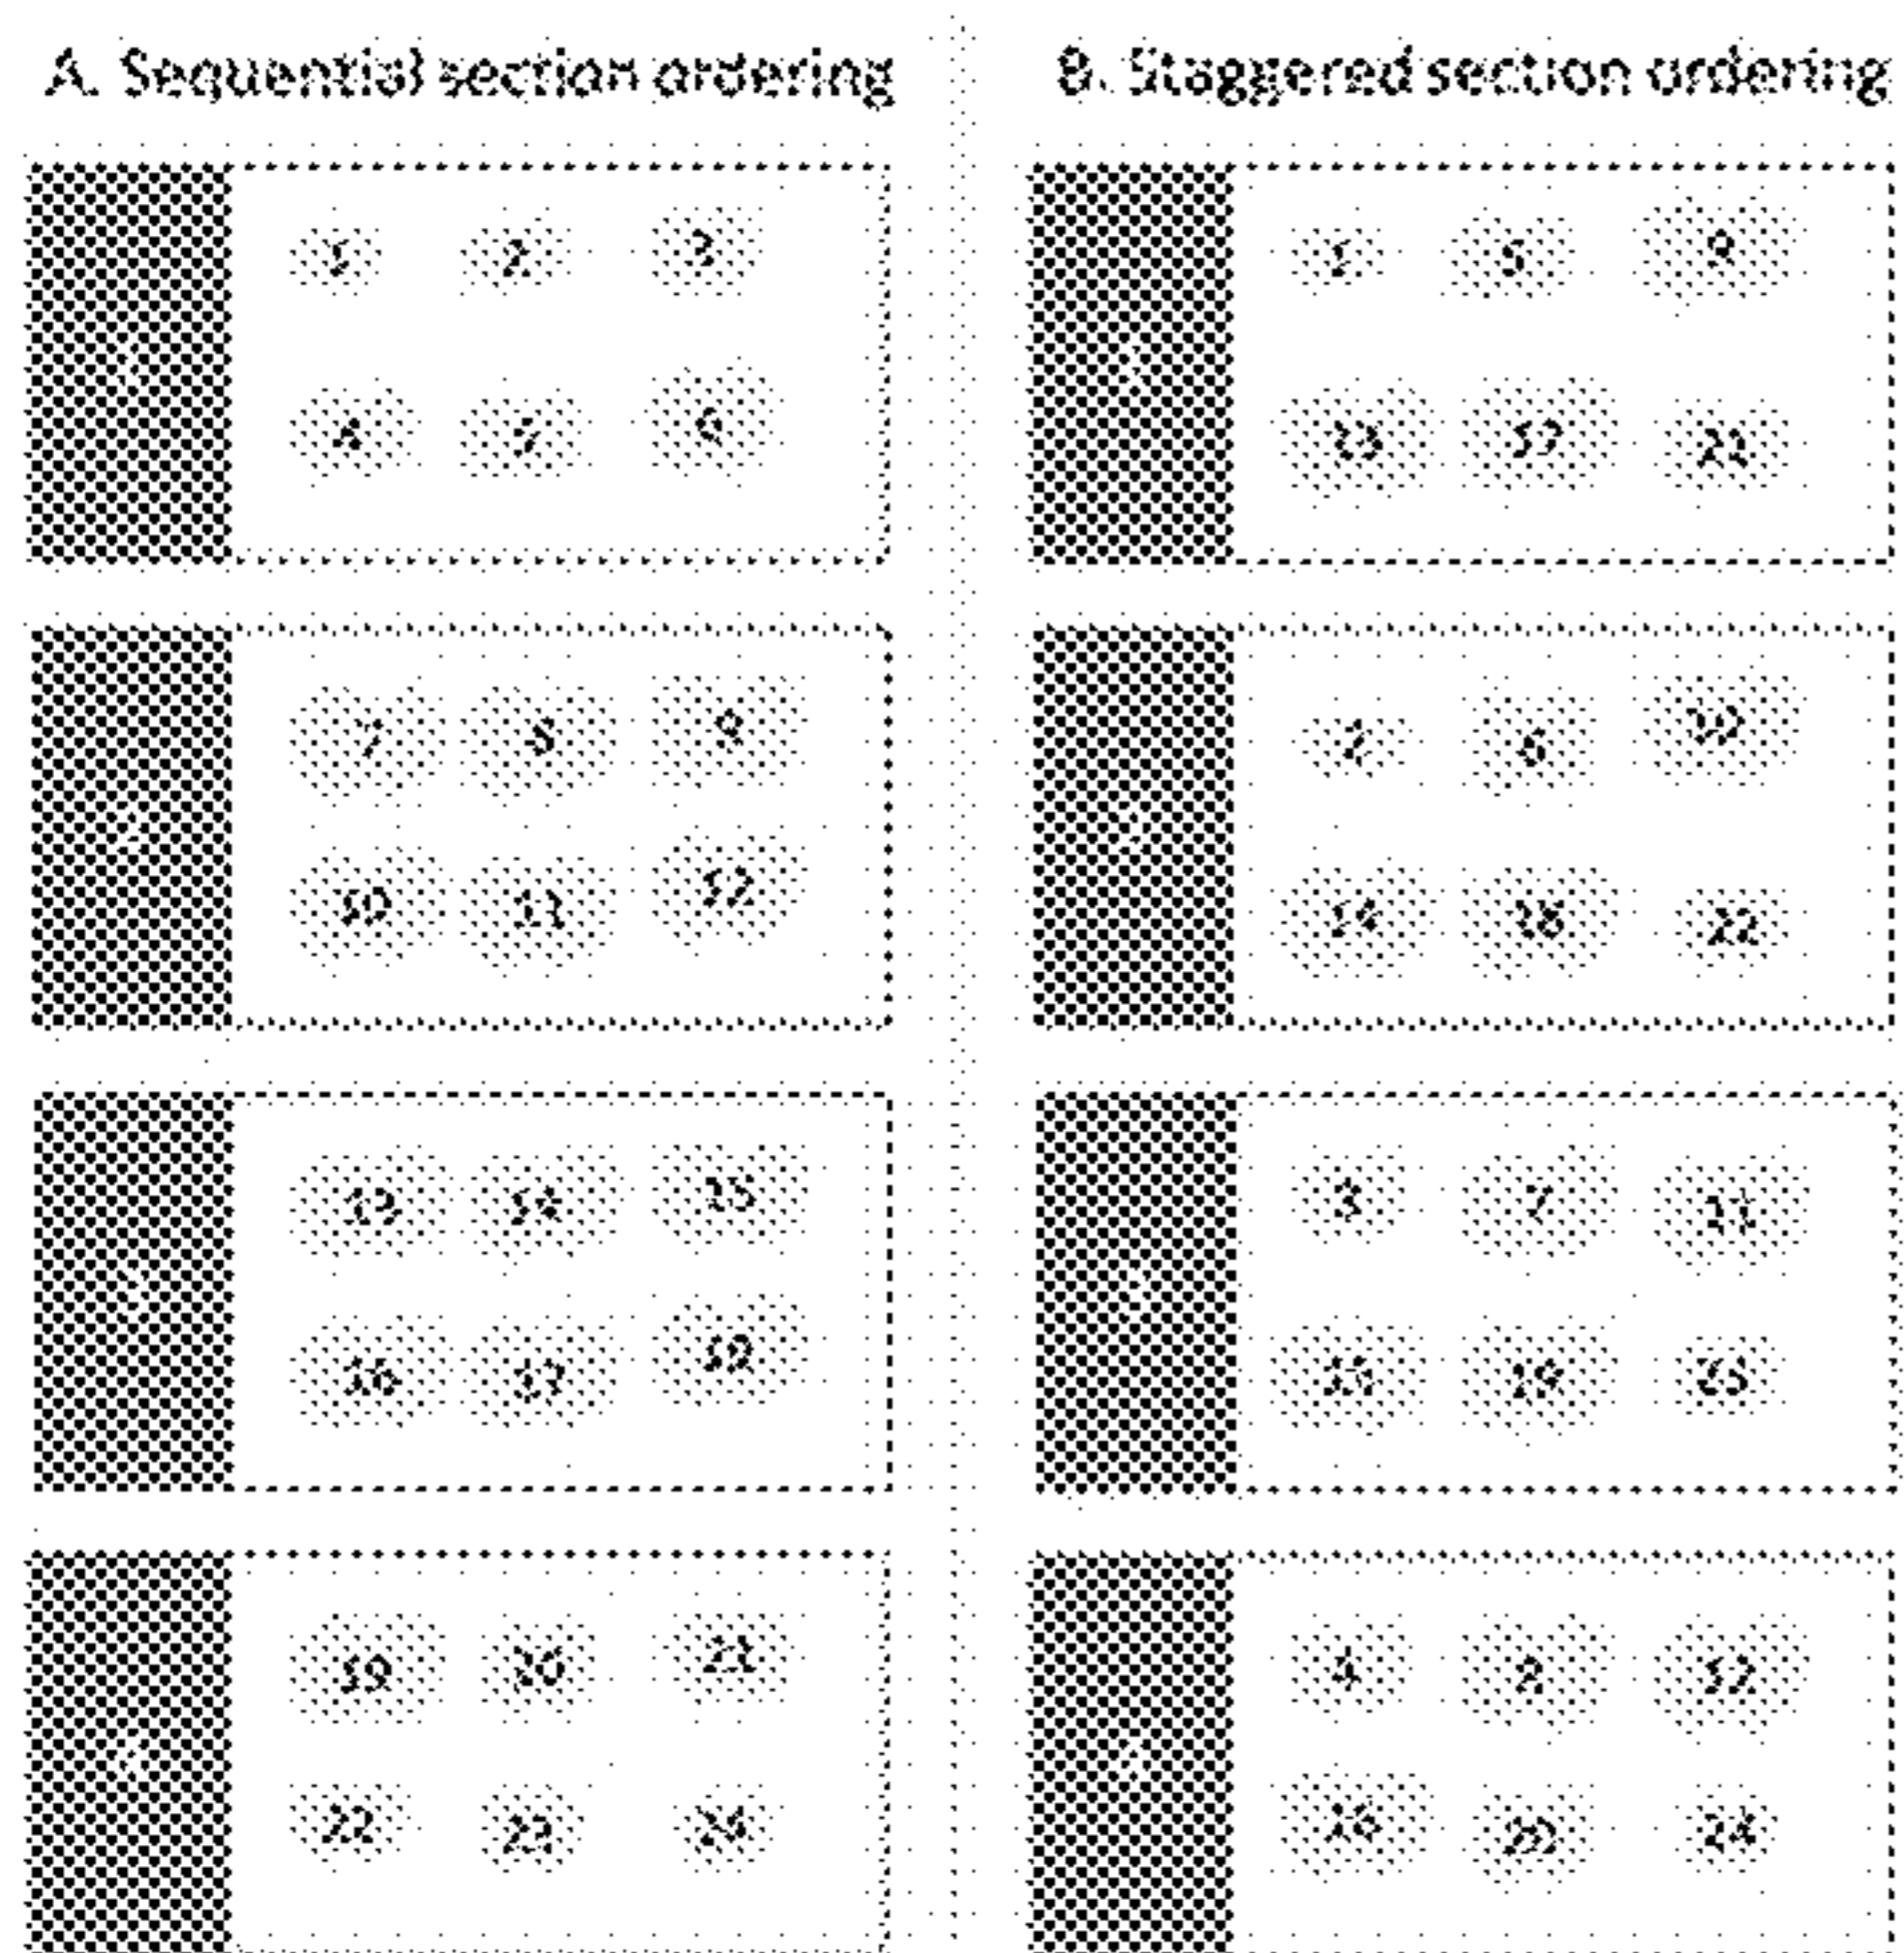 A. Sequential section ordering
1 2 3
4 5 6
7 8 9
10 11 12
13 14 15
16 17 18
19 20 21
22 23 24
B. Staggered section ordering
1 5 9
13 17 21
2 6 10
14 18 22
3 7 11
15 19 23
4 8 12
16 20 24